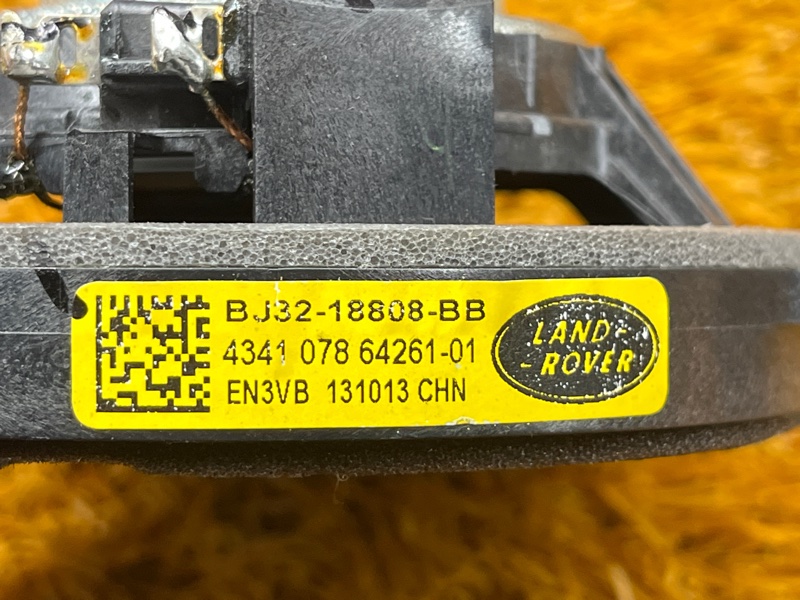 BJ32-18808-BB
4341 078 64261-01
EN3VB 131013 CHN
LAND-
-ROVER